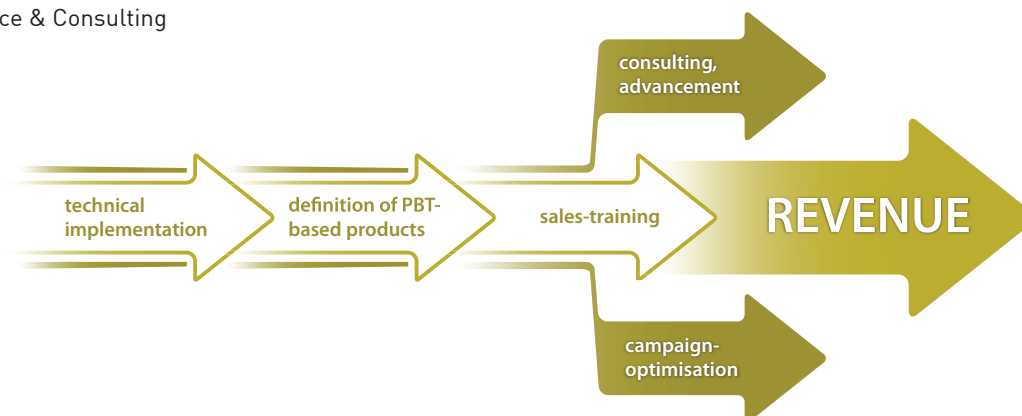 ce & Consulting
consulting,
advancement
technical
implementation
definition of PBT-
based products
sales-training
REVENUE
campaign-
optimisation